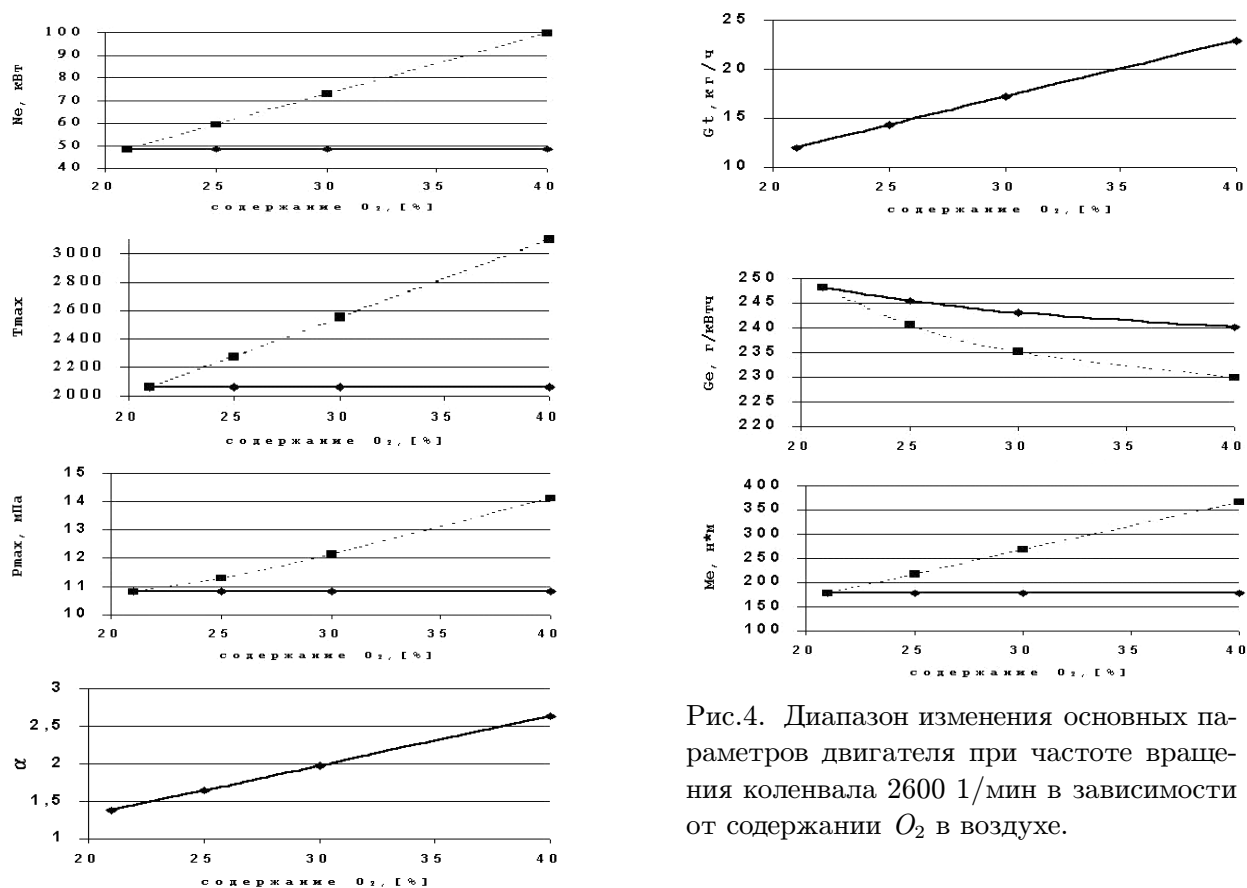 Ne, кВт
100
90
80
70
60
50
40
20 25 30 35 40
содержание O₂,[%]
Tmax
3000
2800
2600
2400
2200
2000
20 25 30 35 40
содержание O₂,[%]
Pmax, мПа
15
14
13
12
11
10
20 25 30 35 40
содержание O₂,[%]
α
3
2,5
2
1,5
1
20 25 30 35 40
содержание O₂,[%]
Gt,кг/ч
25
20
15
10
20 25 30 35 40
содержание O₂,[%]
Ge, г/кВтч
250
245
240
235
230
225
220
20 25 30 35 40
Me, н*м
400
350
300
250
200
150
100
20 25 30 35 40
содержание O₂,[%]
Рис.4. Диапазон изменения основных па-
раметров двигателя при частоте враще-
ния коленвала 2600 1/мин в зависимости
от содержании O₂ в воздухе.